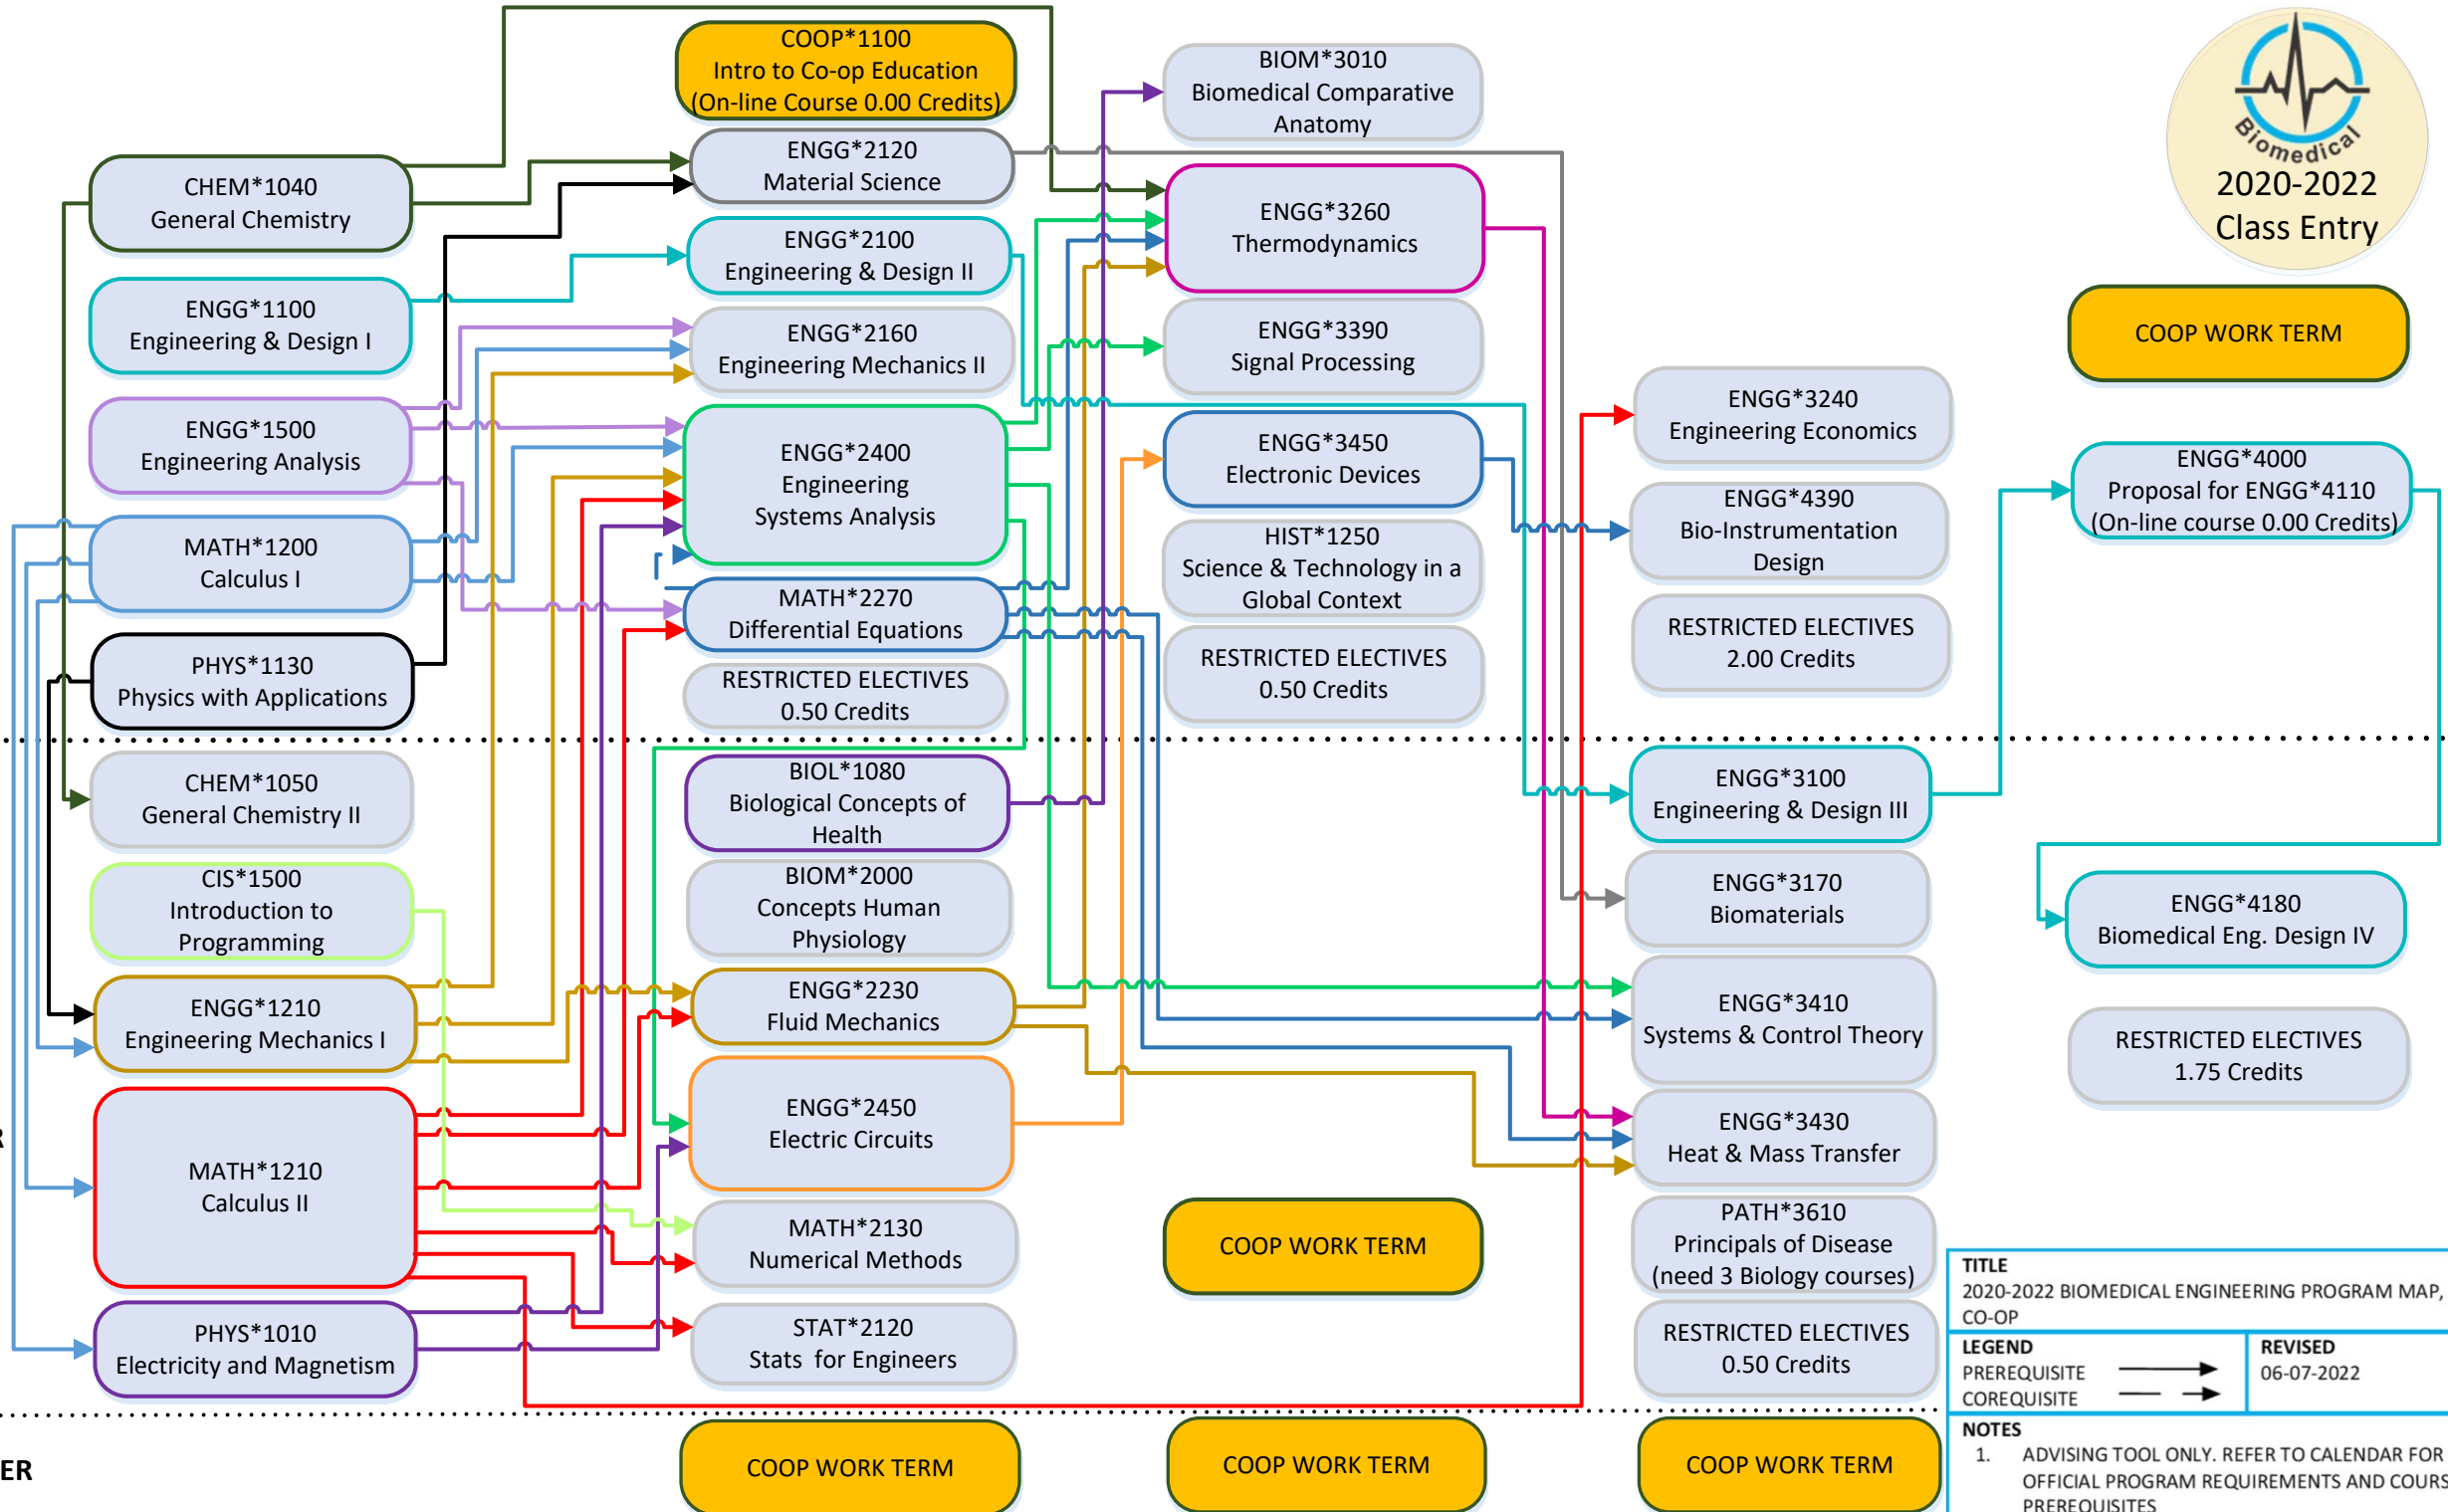 COOP*1100
Intro to Co-op Education
(On-line Course 0.00 Credits)
BIOM*3010
Biomedical Comparative
Anatomy
Biomedical
2020-2022
Class Entry
CHEM*1040
General Chemistry
ENGG*2120
Material Science
ENGG*3260
Thermodynamics
ENGG*1100
Engineering & Design I
ENGG*2100
Engineering & Design II
ENGG*2160
Engineering Mechanics II
ENGG*3390
Signal Processing
COOP WORK TERM
ENGG*1500
Engineering Analysis
ENGG*2400
Engineering
Systems Analysis
ENGG*3450
Electronic Devices
ENGG*3240
Engineering Economics
ENGG*4000
Proposal for ENGG*4110
(On-line course 0.00 Credits)
MATH*1200
Calculus I
HIST*1250
Science & Technology in a
Global Context
ENGG*4390
Bio-Instrumentation
Design
MATH*2270
Differential Equations
RESTRICTED ELECTIVES
2.00 Credits
PHYS*1130
Physics with Applications
RESTRICTED ELECTIVES
0.50 Credits
RESTRICTED ELECTIVES
0.50 Credits
CHEM*1050
General Chemistry II
BIOL*1080
Biological Concepts of
Health
ENGG*3100
Engineering & Design III
CIS*1500
Introduction to
Programming
BIOM*2000
Concepts Human
Physiology
ENGG*3170
Biomaterials
ENGG*4180
Biomedical Eng. Design IV
ENGG*1210
Engineering Mechanics I
ENGG*2230
Fluid Mechanics
ENGG*3410
Systems & Control Theory
RESTRICTED ELECTIVES
1.75 Credits
R
MATH*1210
Calculus II
ENGG*2450
Electric Circuits
ENGG*3430
Heat & Mass Transfer
MATH*2130
Numerical Methods
COOP WORK TERM
PATH*3610
Principals of Disease
(need 3 Biology courses)
PHYS*1010
Electricity and Magnetism
STAT*2120
Stats for Engineers
RESTRICTED ELECTIVES
0.50 Credits
TITLE
2020-2022 BIOMEDICAL ENGINEERING PROGRAM MAP,
CO-OP
LEGEND
PREREQUISITE
COREQUISITE
REVISED
06-07-2022
NOTES
1. ADVISING TOOL ONLY. REFER TO CALENDAR FOR
OFFICIAL PROGRAM REQUIREMENTS AND COURS
PREREQUISITES
ER
COOP WORK TERM
COOP WORK TERM
COOP WORK TERM